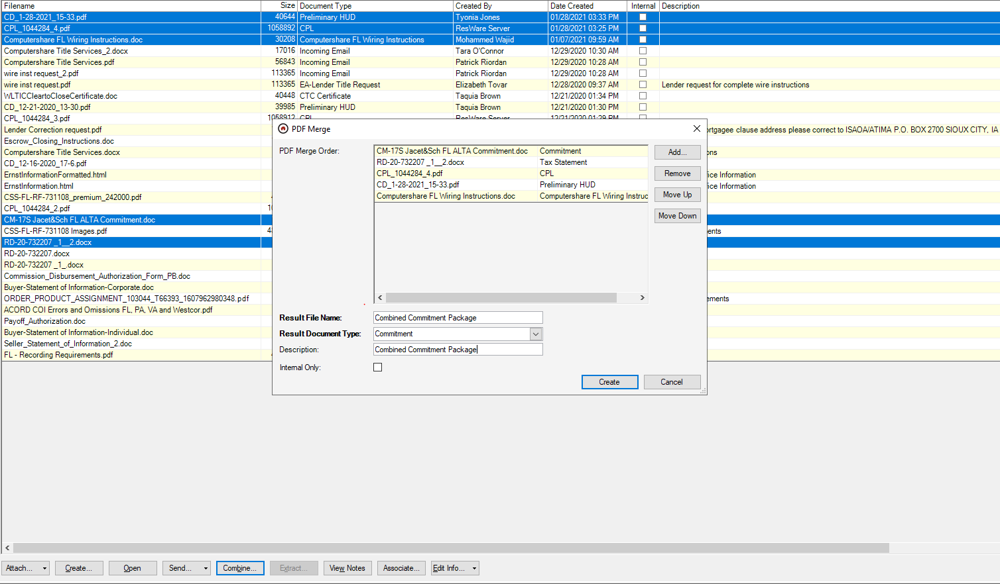 Filename Size Document Type Created By Date Created Internal Description
CD_1-28-2021_15-33.pdf 40644 Preliminary HUD Tyonia Jones 01/28/2021 03:33 PM
CPL_1044284_4.pdf 1058892 CPL ResWare Server 01/28/2021 03:25 PM
Computershare FL Wiring Instructions.doc 30208 Computershare FL Wiring Instructions Mohammed Wajid 01/07/2021 09:59 AM
Computershare Title Services_2.docx 17016 Incoming Email Tara O'Connor 12/29/2020 10:30 AM
Computershare Title Services.pdf 56843 Incoming Email Patrick Riordan 12/29/2020 10:28 AM
wire inst request_2.pdf 113365 Incoming Email Patrick Riordan 12/29/2020 10:28 AM
wire inst request.pdf 113365 EA-Lender Title Request Elizabeth Tovar 12/28/2020 09:37 AM Lender request for complete wire instructions
WLTICCleartoCloseCertificate.doc 40448 CTC Certificate Taquia Brown 12/21/2020 01:34 PM
CD_12-21-2020_13-30.pdf 39985 Preliminary HUD Taquia Brown 12/21/2020 01:30 PM
CPL_1044284_3.pdf 1058912 CPL ResWare Server 12/21/2020 01:29 PM
Lender Correction request.pdf rtgagee clause address please correct to ISAOA/ATIMA P.O. BOX 2700 SIOUX CITY, IA
Escrow_Closing_Instructions.doc
Computershare Title Services.docx ons
CD_12-16-2020_17-6.pdf
ErnstInformationFormatted.html ice Information
ErnstInformation.html ice Information
CSS-FL-RF-731108_premium_242000.pdf
CPL_1044284_2.pdf
CM-17S Jacet&Sch FL ALTA Commitment.doc
CSS-FL-RF-731108 Images.pdf ents
RD-20-732207 _1__2.docx
RD-20-732207.docx
RD-20-732207 _1_.docx
Commission_Disbursement_Authorization_Form_PB.doc
Buyer-Statement of Information-Corporate.doc
ORDER_PRODUCT_ASSIGNMENT_103044_T66393_1607962980348.pdf ements
ACORD COI Errors and Omissions FL, PA, VA and Westcor.pdf
Payoff_Authorization.doc
Buyer-Statement of Information-Individual.doc
Seller_Statement_of_Information_2.doc
FL - Recording Requirements.pdf
PDF Merge
PDF Merge Order:
CM-17S Jacet&Sch FL ALTA Commitment.doc Commitment
RD-20-732207 _1__2.docx Tax Statement
CPL_1044284_4.pdf CPL
CD_1-28-2021_15-33.pdf Preliminary HUD
Computershare FL Wiring Instructions.doc Computershare FL Wiring Instruc
Add...
Remove
Move Up
Move Down
Result File Name: Combined Commitment Package
Result Document Type: Commitment
Description: Combined Commitment Package
Internal Only:
Create Cancel
Attach... Create... Open Send... Combine... Extract... View Notes Associate... Edit Info...